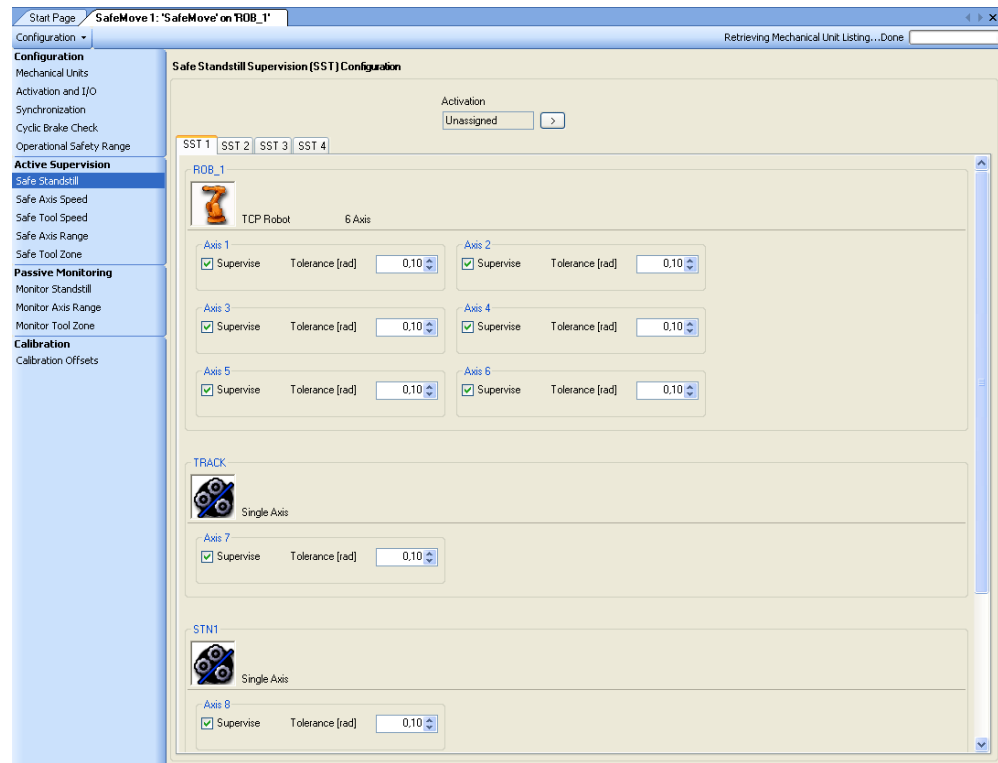 Start Page
SafeMove 1: 'SafeMove' on 'ROB_1'
Configuration
Retrieving Mechanical Unit Listing...Done
Configuration
Mechanical Units
Activation and I/O
Synchronization
Cyclic Brake Check
Operational Safety Range
Active Supervision
Safe Standstill
Safe Axis Speed
Safe Tool Speed
Safe Axis Range
Safe Tool Zone
Passive Monitoring
Monitor Standstill
Monitor Axis Range
Monitor Tool Zone
Calibration
Calibration Offsets
Safe Standstill Supervision (SST) Configuration
Activation
Unassigned >
SST 1 SST 2 SST 3 SST 4
ROB_1
TCP Robot 6 Axis
Axis 1
Supervise Tolerance [rad] 0,10
Axis 2
Supervise Tolerance [rad] 0,10
Axis 3
Supervise Tolerance [rad] 0,10
Axis 4
Supervise Tolerance [rad] 0,10
Axis 5
Supervise Tolerance [rad] 0,10
Axis 6
Supervise Tolerance [rad] 0,10
TRACK
Single Axis
Axis 7
Supervise Tolerance [rad] 0,10
STN1
Single Axis
Axis 8
Supervise Tolerance [rad] 0,10